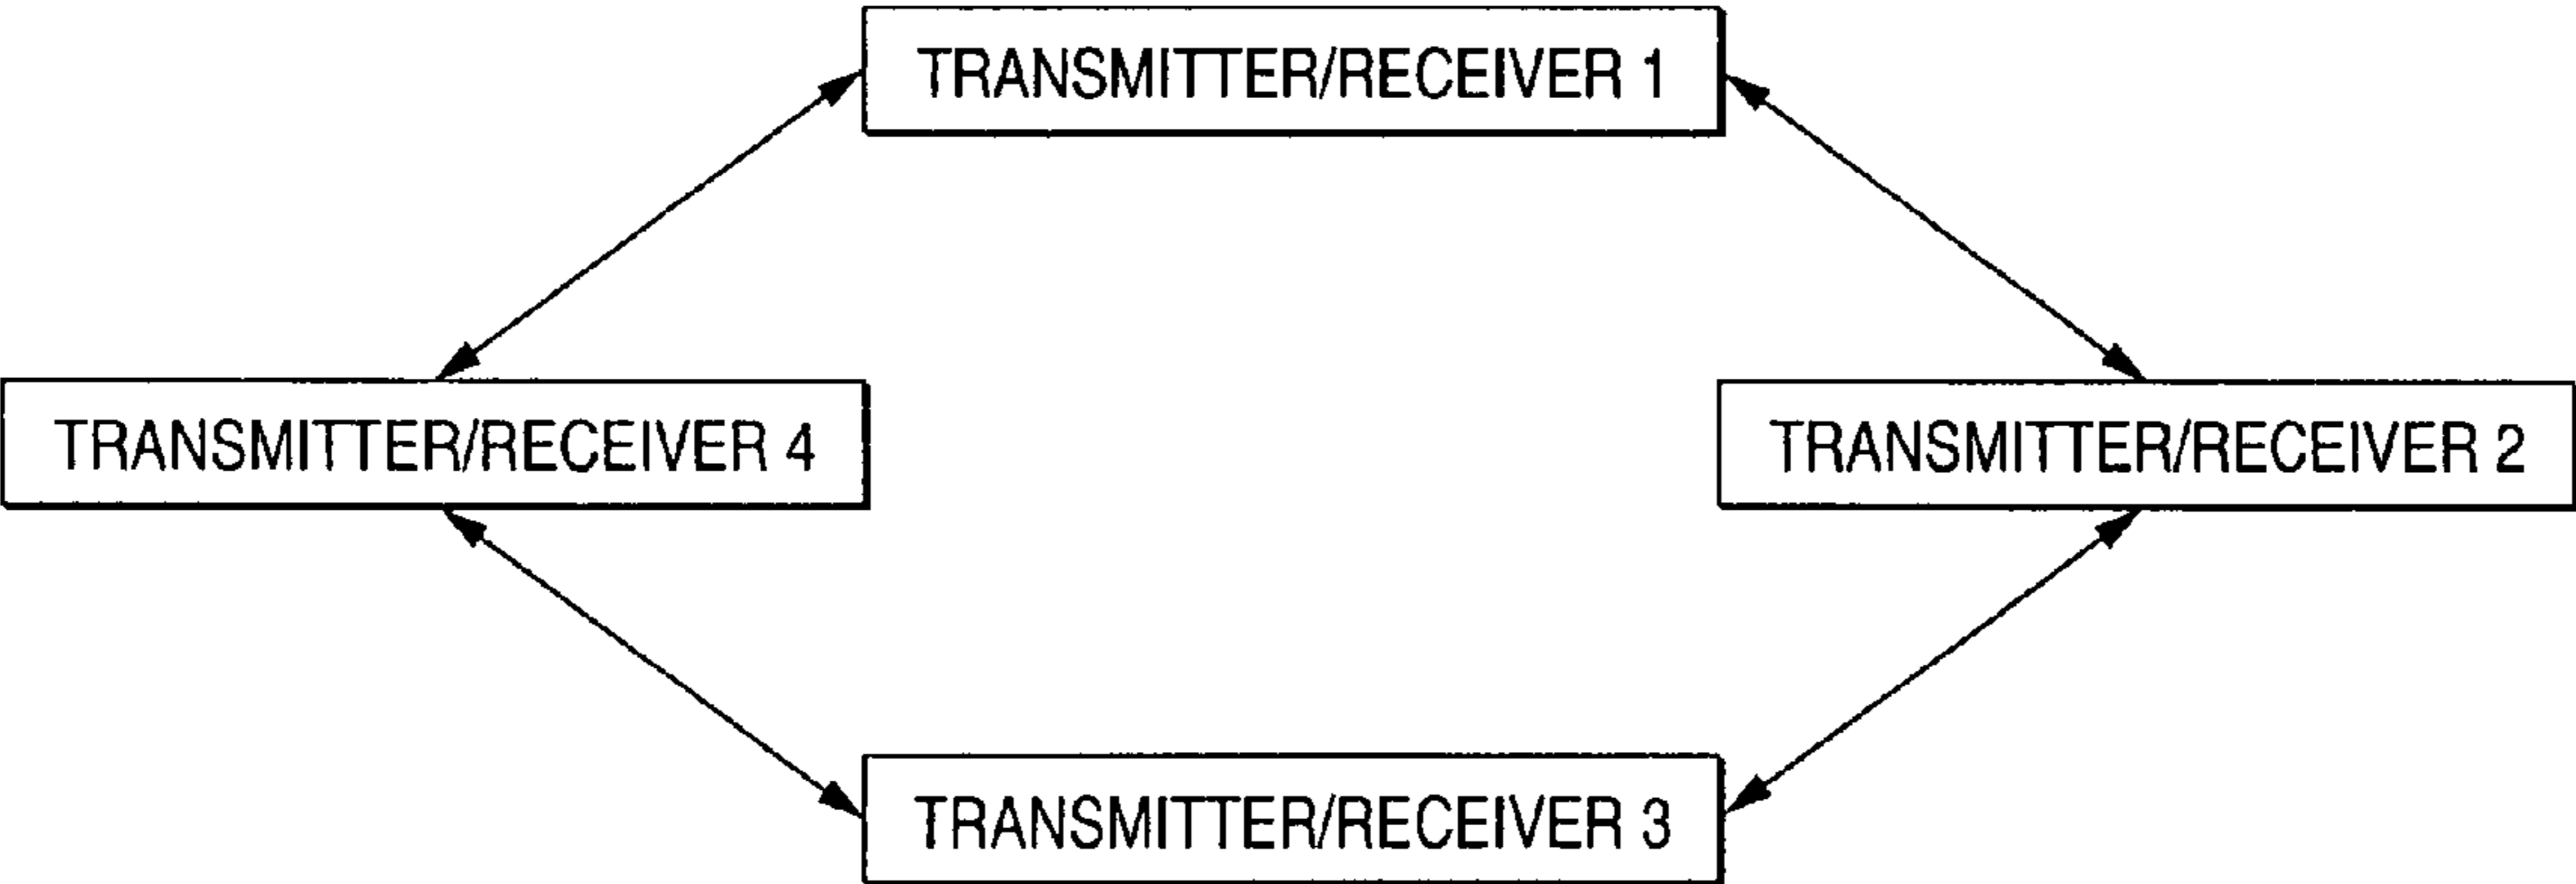 TRANSMITTER/RECEIVER 1
TRANSMITTER/RECEIVER 4
TRANSMITTER/RECEIVER 2
TRANSMITTER/RECEIVER 3